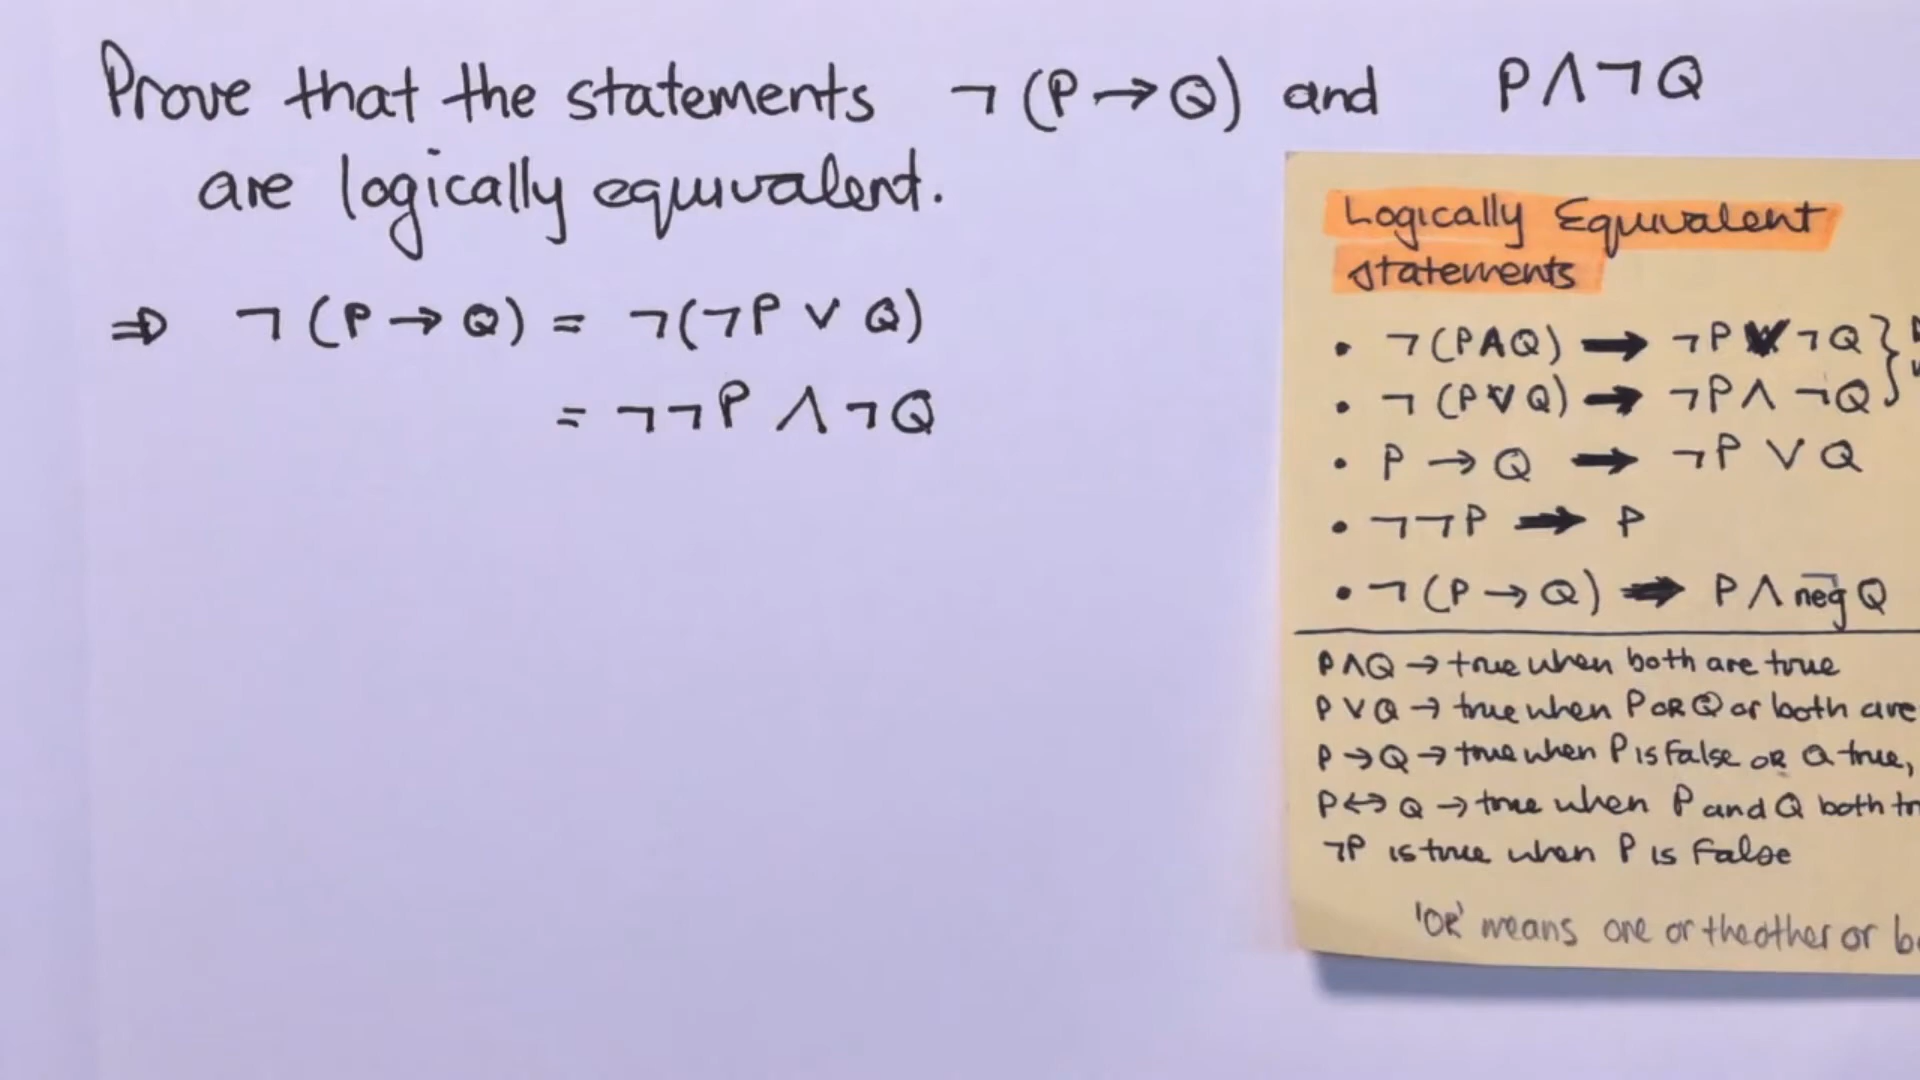 Prove that the statements ¬(P→Q) and P∧¬Q
are logically equivalent.
⇒ ¬(P→Q) = ¬(¬P ∨ Q)
= ¬¬P ∧ ¬Q
Logically Equivalent
statements
• ¬(P∧Q) → ¬P ∨ ¬Q }
• ¬(P∨Q) → ¬P ∧ ¬Q
• P → Q → ¬P ∨ Q
• ¬¬P → P
• ¬(P → Q) → P ∧ neg Q
P∧Q → true when both are true
P∨Q → true when P OR Q or both are
P→Q → true when P is False OR Q true,
P↔Q → true when P and Q both
¬P is true when P is False
'OR' means one or the other or